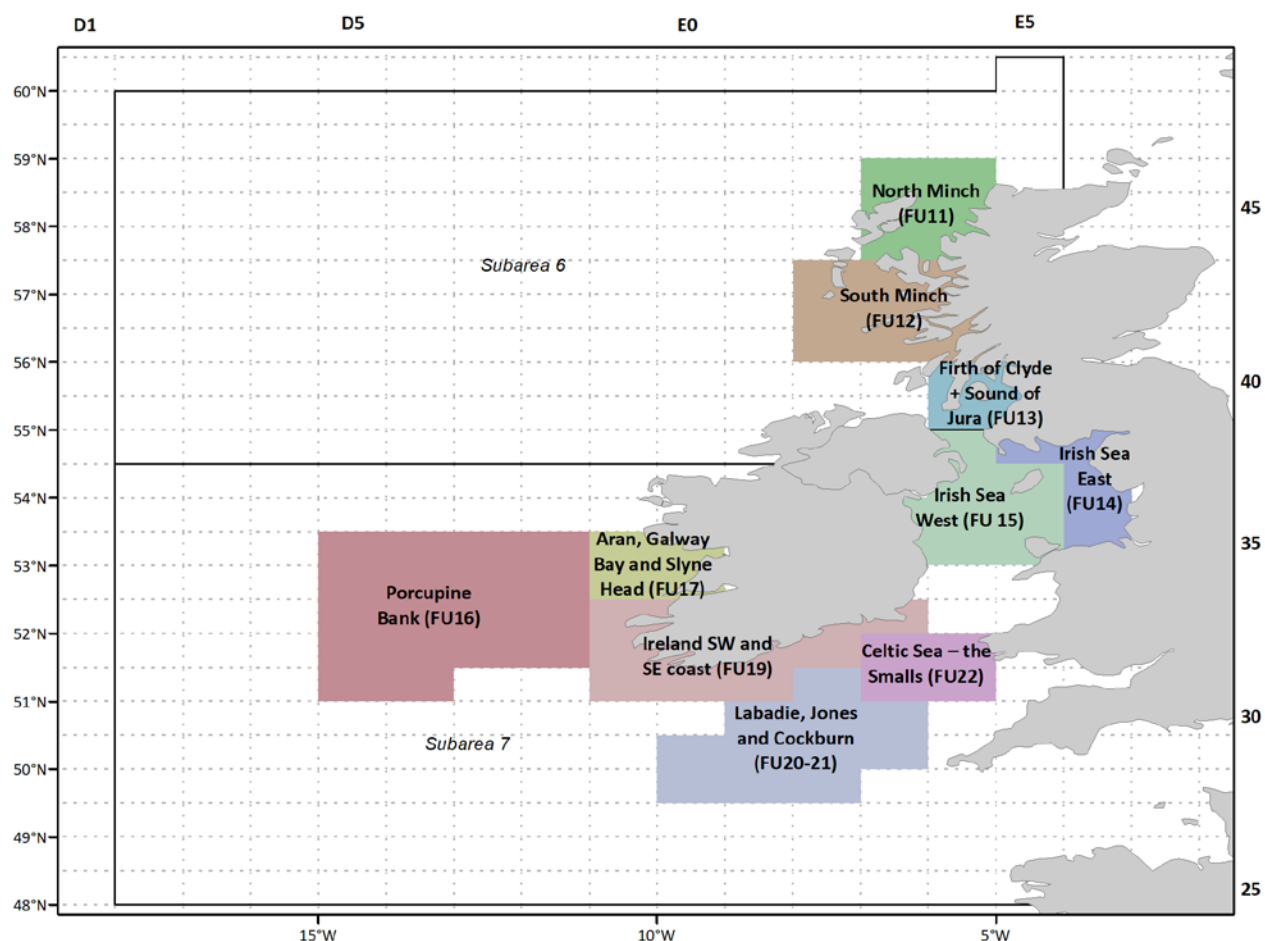 D1 D5 E0 E5
60°N
59°N
North Minch
(FU11)
45
58°N
Subarea 6
57°N
South Minch
(FU12)
56°N
Firth of Clyde
+ Sound of
Jura (FU13)
40
55°N
Irish Sea
East
(FU14)
54°N
Irish Sea
West (FU 15)
35
Aran, Galway
Bay and Slyne
Head (FU17)
53°N
Porcupine
Bank (FU16)
52°N
Ireland SW and
SE coast (FU19)
Celtic Sea – the
Smalls (FU22)
51°N
30
Labadie, Jones
and Cockburn
(FU20-21)
Subarea 7
50°N
49°N
25
48°N
15°W 10°W 5°W